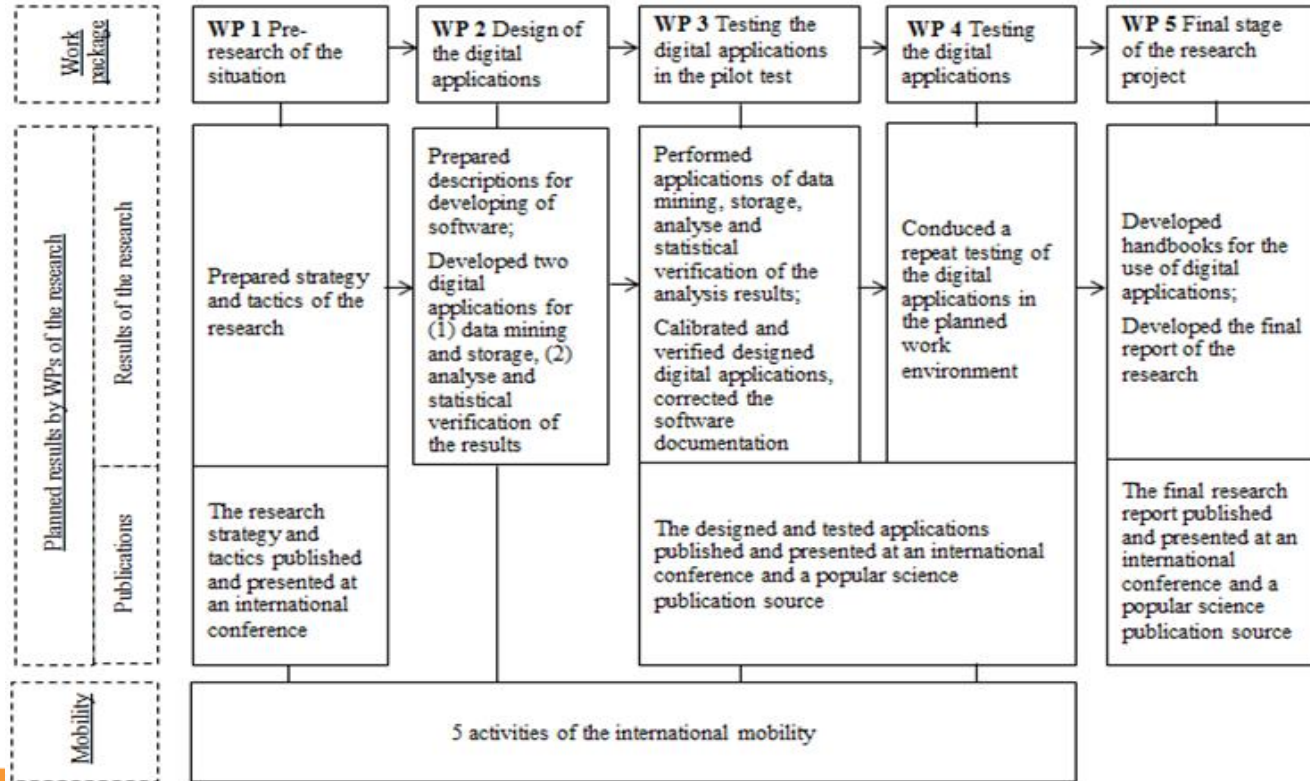 Work
package
WP 1 Pre-
research of the
situation
WP 2 Design of
the digital
applications
WP 3 Testing the
digital applications
in the pilot test
WP 4 Testing
the digital
applications
WP 5 Final stage
of the research
project
Planned results by WPs of the research
Results of the research
Prepared strategy
and tactics of the
research
Prepared
descriptions for
developing of
software;
Developed two
digital
applications for
(1) data mining
and storage, (2)
analyse and
statistical
verification of
the results
Performed
applications of data
mining, storage,
analyse and
statistical
verification of the
analysis results;
Calibrated and
verified designed
digital applications,
corrected the
software
documentation
Conduced a
repeat testing of
the digital
applications in
the planned
work
environment
Developed
handbooks for the
use of digital
applications;
Developed the final
report of the
research
Publications
The research
strategy and
tactics published
and presented at
an international
conference
The designed and tested applications
published and presented at an international
conference and a popular science
publication source
The final research
report published
and presented at an
international
conference and a
popular science
publication source
Mobility
5 activities of the international mobility